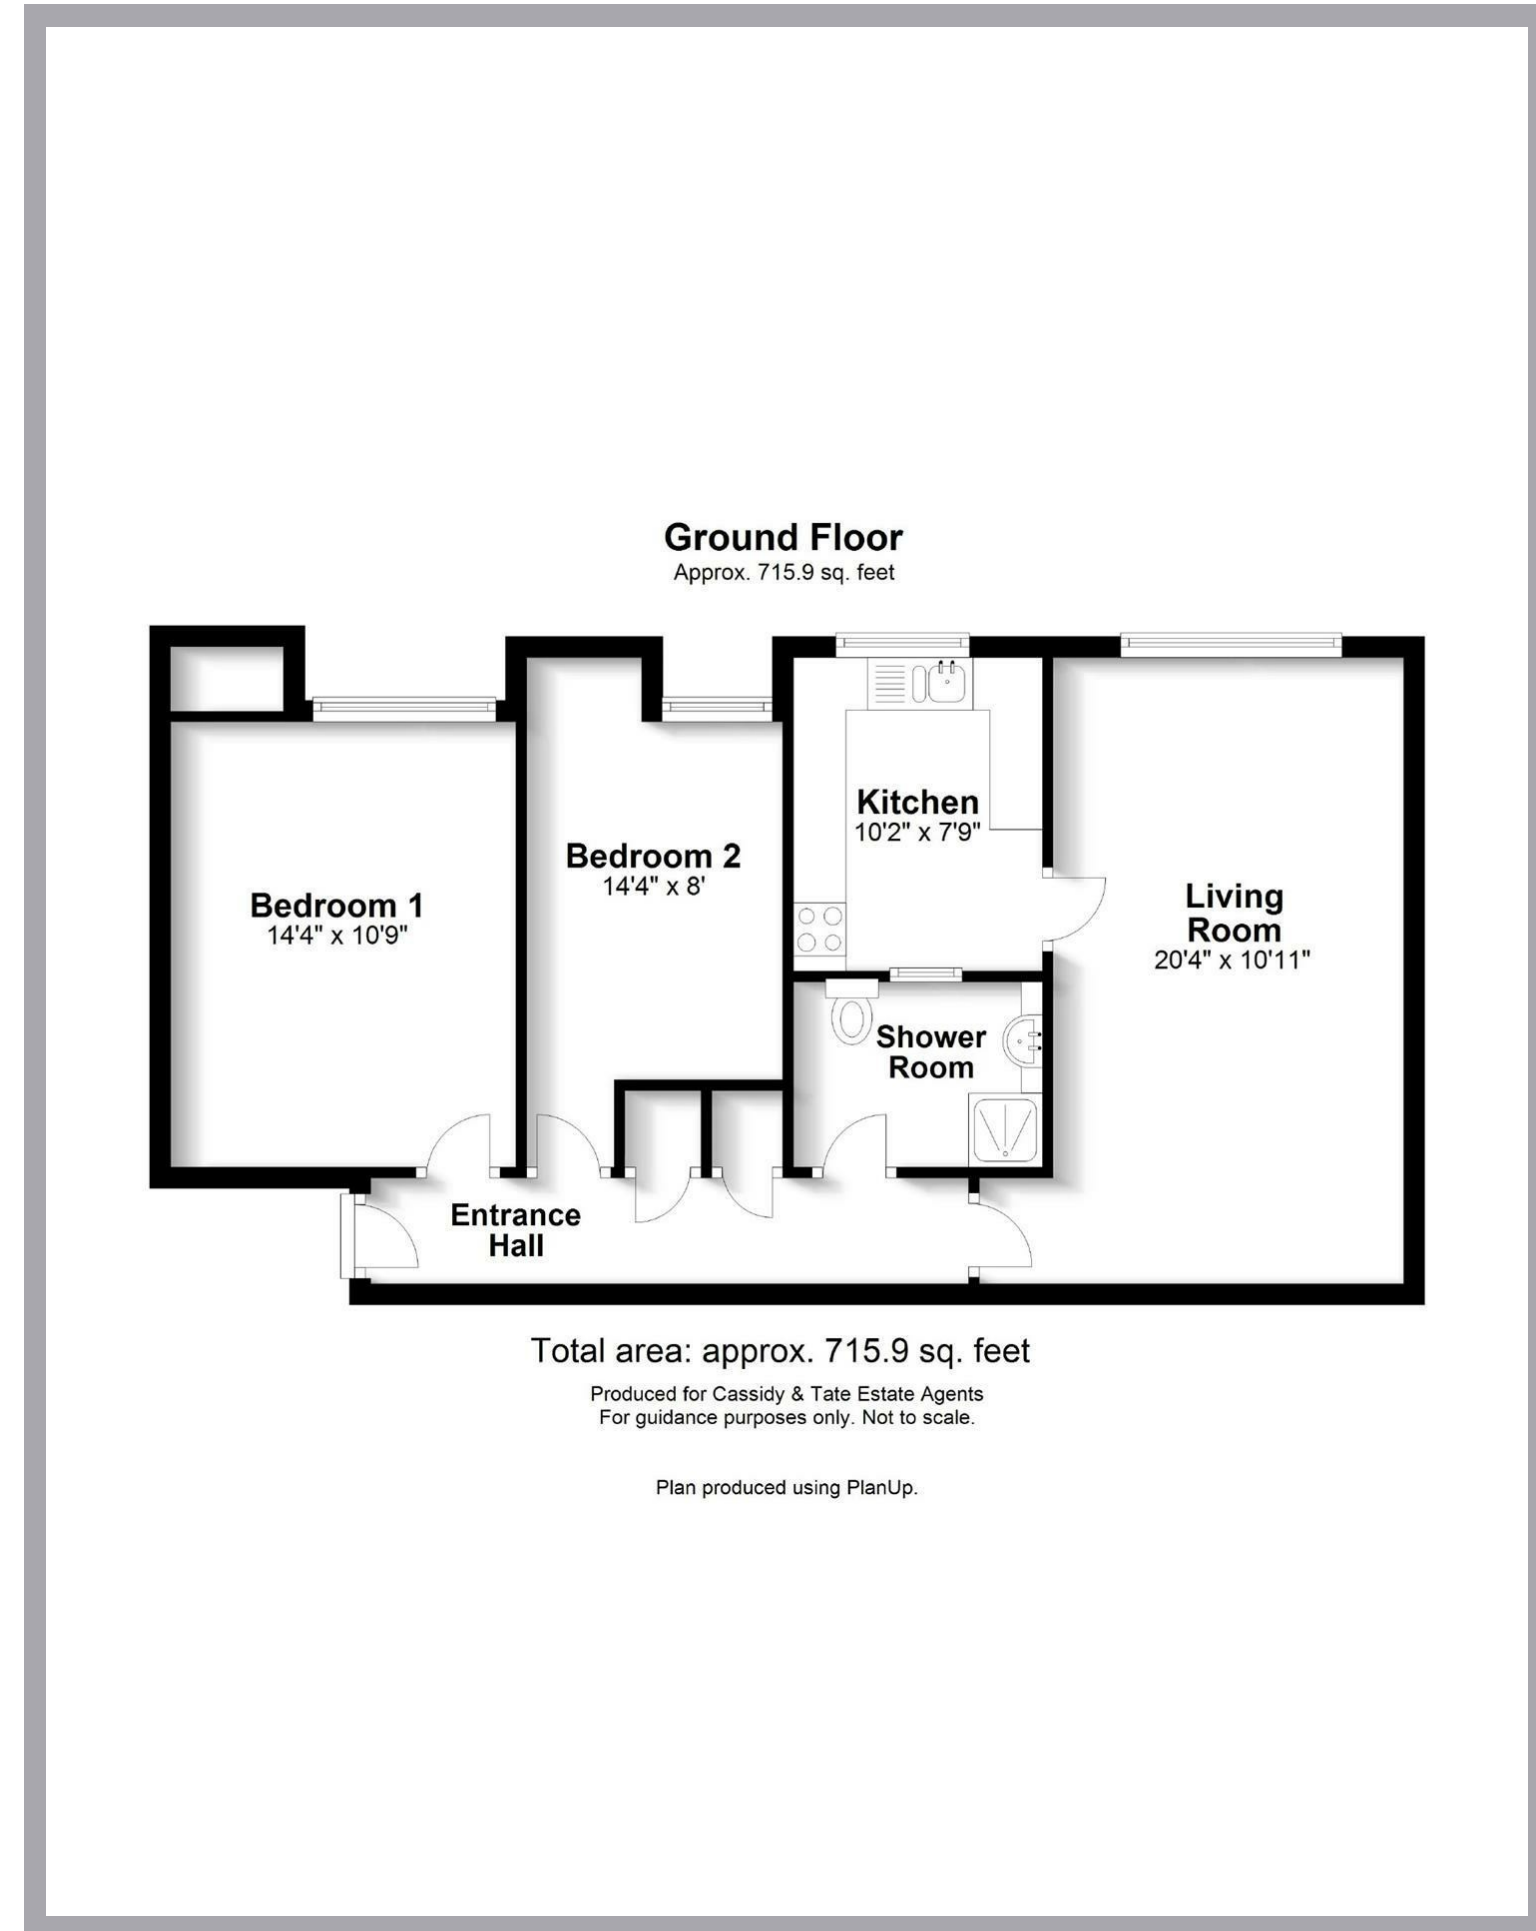 Ground Floor
Approx. 715.9 sq. feet
Kitchen
10'2" x 7'9"
Bedroom 2
14'4" x 8'
Bedroom 1
14'4" x 10'9"
Living
Room
20'4" x 10'11"
Shower
Room
Entrance
Hall
Total area: approx. 715.9 sq. feet
Produced for Cassidy & Tate Estate Agents
For guidance purposes only. Not to scale.
Plan produced using PlanUp.